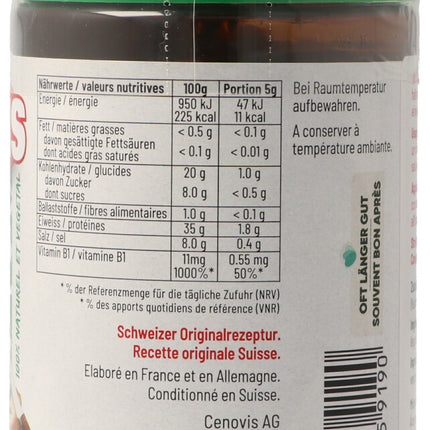 Nährwerte / valeurs nutritives 100g Portion 5g
Energie / énergie 950 kJ 47 kJ
225 kcal 11 kcal
Fett / matières grasses < 0.5 g < 0.1 g
davon gesättigte Fettsäuren
dont acides gras saturés < 0.1 g < 0.01 g
Kohlenhydrate / glucides 20 g 1.0 g
davon Zucker
dont sucres 8.0 g < 0.5 g
Ballaststoffe / fibres alimentaires 1.0 g < 0.1 g
Eiweiss / protéines 35 g 1.8 g
Salz / sel 8.0 g 0.4 g
Vitamin B1 / vitamine B1 11mg 0.55 mg
1000%* 50%*
* % der Referenzmenge für die tägliche Zufuhr (NRV)
* % des apports quotidiens de référence (VNR)
Schweizer Originalrezeptur.
Recette originale Suisse.
Elaboré en France et en Allemagne.
Conditionné en Suisse.
Cenovis AG
Bei Raumtemperatur
aufbewahren.
A conserver à
température ambiante.
OFT LÄNGER GUT
SOUVENT BON APRÈS
100% NATUREL ET VEGETAL
S
59190